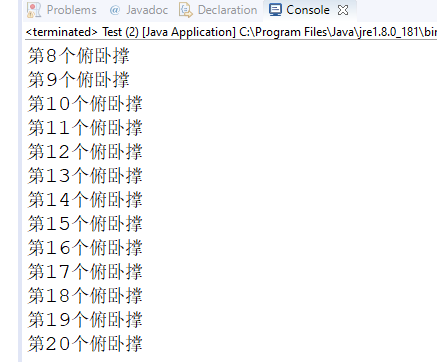 Problems @ Javadoc Declaration Console
<terminated> Test (2) [Java Application] C:\Program Files\Java\jre1.8.0_181\bin
第8个俯卧撑
第9个俯卧撑
第10个俯卧撑
第11个俯卧撑
第12个俯卧撑
第13个俯卧撑
第14个俯卧撑
第15个俯卧撑
第16个俯卧撑
第17个俯卧撑
第18个俯卧撑
第19个俯卧撑
第20个俯卧撑